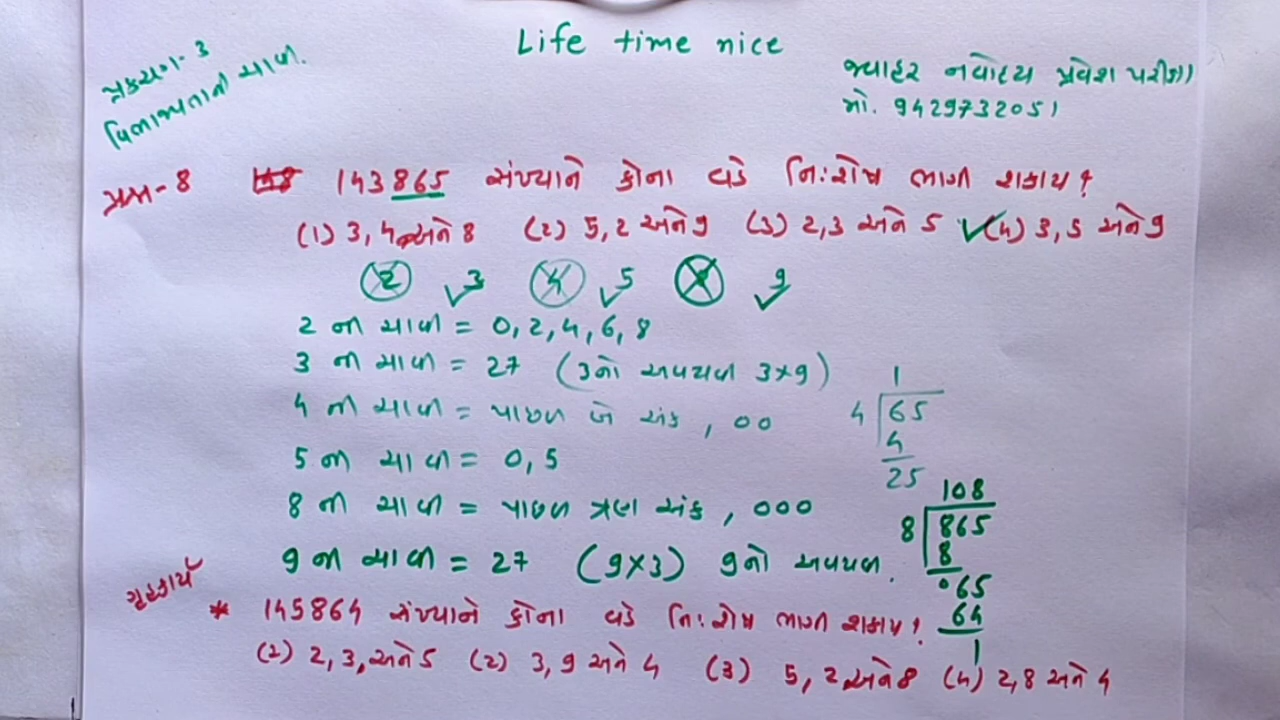 Life time nice
પ્રકરણ-3
વિભાજ્યતાની ચાવી.
જવાહર નવોદય પ્રવેશ પરીક્ષા
મો. 9429732051
પ્રશ્ન-8 143865 સંખ્યાને કોના વડે નિ:શેષ ભાગી શકાય?
(1) 3, 4 અને 8 (2) 5, 2 અને 9 (3) 2,3 અને 5 ✓(4) 3, 5 અને 9
2 ✓3 4 ✓5 8 ✓9
2 ની ચાવી = 0, 2, 4, 6, 8
3 ની ચાવી = 27 (3નો અવયવ 3×9)
4 ની ચાવી = પાછળ બે અંક , 00
5 ની ચાવી = 0, 5
8 ની ચાવી = પાછળ ત્રણ અંક , 000
9 ની ચાવી = 27 (9×3) 9નો અવયવ.
1
4 65
4
25
108
8 865
8
065
64
1
ગૃહકાર્ય
* 145864 સંખ્યાને કોના વડે નિ:શેષ ભાગી શકાય?
(1) 2, 3, અને 5 (2) 3, 9 અને 4 (3) 5, 2 અને 8 (4) 2, 8 અને 4